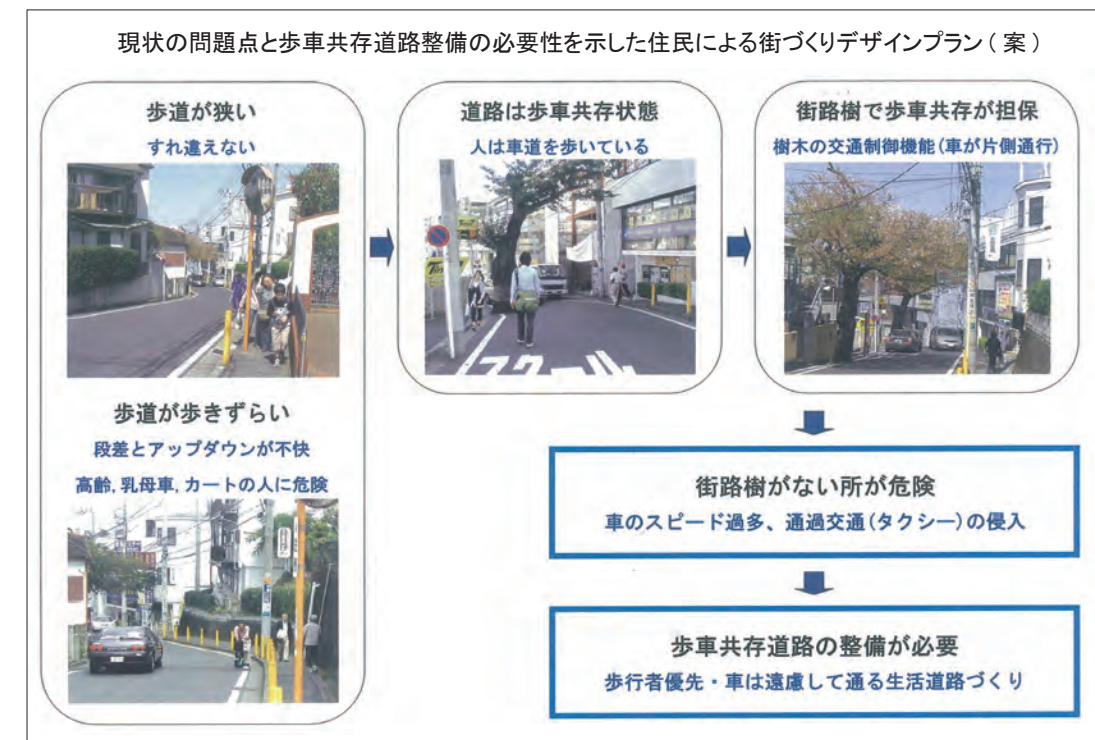 現状の問題点と歩車共存道路整備の必要性を示した住民による街づくりデザインプラン（案）
歩道が狭い
すれ違えない
歩道が歩きずらい
段差とアップダウンが不快
高齢，乳母車，カートの人に危険
道路は歩車共存状態
人は車道を歩いている
スクール
街路樹で歩車共存が担保
樹木の交通制御機能(車が片側通行)
街路樹がない所が危険
車のスピード過多、通過交通(タクシー)の侵入
歩車共存道路の整備が必要
歩行者優先・車は遠慮して通る生活道路づくり